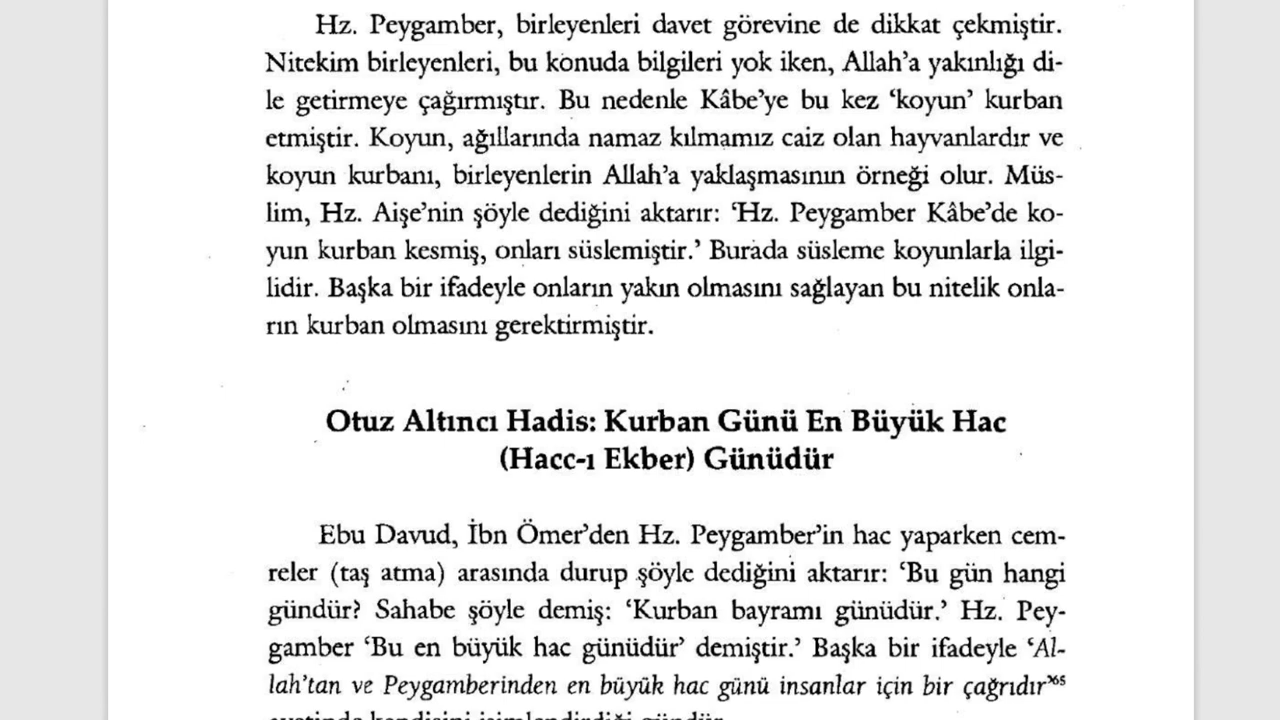 Hz. Peygamber, birleyenleri davet görevine de dikkat çekmiştir.
Nitekim birleyenleri, bu konuda bilgileri yok iken, Allah’a yakınlığı di-
le getirmeye çağırmıştır. Bu nedenle Kâbe’ye bu kez ‘koyun’ kurban
etmiştir. Koyun, ağıllarında namaz kılmamız caiz olan hayvanlardır ve
koyun kurbanı, birleyenlerin Allah’a yaklaşmasının örneği olur. Müs-
lim, Hz. Aişe’nin şöyle dediğini aktarır: ‘Hz. Peygamber Kâbe’de ko-
yun kurban kesmiş, onları süslemiştir.’ Burada süsleme koyunlarla ilgi-
lidir. Başka bir ifadeyle onların yakın olmasını sağlayan bu nitelik onla-
rın kurban olmasını gerektirmiştir.
Otuz Altıncı Hadis: Kurban Günü En Büyük Hac
(Hacc-ı Ekber) Günüdür
Ebu Davud, İbn Ömer’den Hz. Peygamber’in hac yaparken cem-
reler (taş atma) arasında durup şöyle dediğini aktarır: ‘Bu gün hangi
gündür? Sahabe şöyle demiş: ‘Kurban bayramı günüdür.’ Hz. Pey-
gamber ‘Bu en büyük hac günüdür’ demiştir.’ Başka bir ifadeyle ‘Al-
lah’tan ve Peygamberinden en büyük hac günü insanlar için bir çağrıdır’⁶⁵
ayetinde kendisini isimlendirdiği gündür.